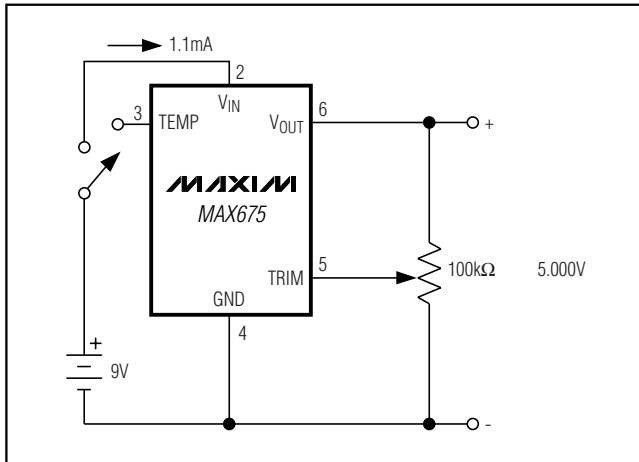 1.1mA
2
VIN
3
TEMP
6
VOUT
+
MAXIM
MAX675
TRIM
5
100kΩ
5.000V
GND
4
+
9V
-